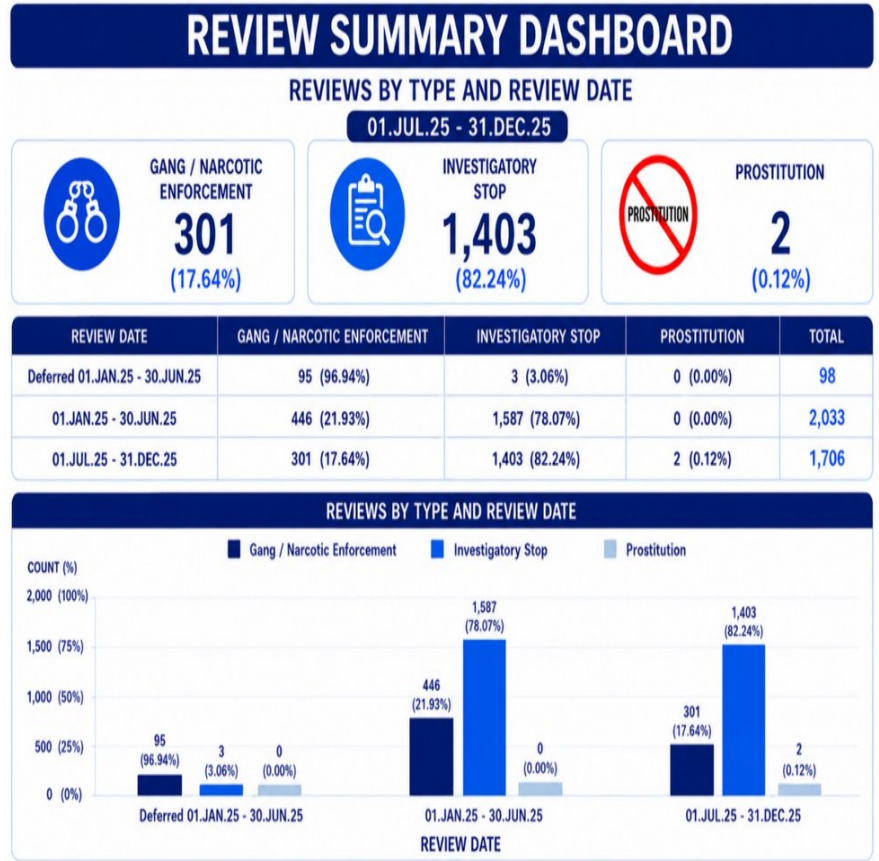 REVIEW SUMMARY DASHBOARD
REVIEWS BY TYPE AND REVIEW DATE
01.JUL.25 - 31.DEC.25
GANG / NARCOTIC
ENFORCEMENT
301
(17.64%)
INVESTIGATORY
STOP
1,403
(82.24%)
PROSTITUTION
PROSTITUTION
2
(0.12%)
REVIEW DATE GANG / NARCOTIC ENFORCEMENT INVESTIGATORY STOP PROSTITUTION TOTAL
Deferred 01.JAN.25 - 30.JUN.25 95 (96.94%) 3 (3.06%) 0 (0.00%) 98
01.JAN.25 - 30.JUN.25 446 (21.93%) 1,587 (78.07%) 0 (0.00%) 2,033
01.JUL.25 - 31.DEC.25 301 (17.64%) 1,403 (82.24%) 2 (0.12%) 1,706
REVIEWS BY TYPE AND REVIEW DATE
Gang / Narcotic Enforcement Investigatory Stop Prostitution
COUNT (%)
2,000 (100%)
1,500 (75%)
1,000 (50%)
500 (25%)
0 (0%)
95
(96.94%)
3
(3.06%)
0
(0.00%)
446
(21.93%)
1,587
(78.07%)
0
(0.00%)
301
(17.64%)
1,403
(82.24%)
2
(0.12%)
Deferred 01.JAN.25 - 30.JUN.25 01.JAN.25 - 30.JUN.25 01.JUL.25 - 31.DEC.25
REVIEW DATE